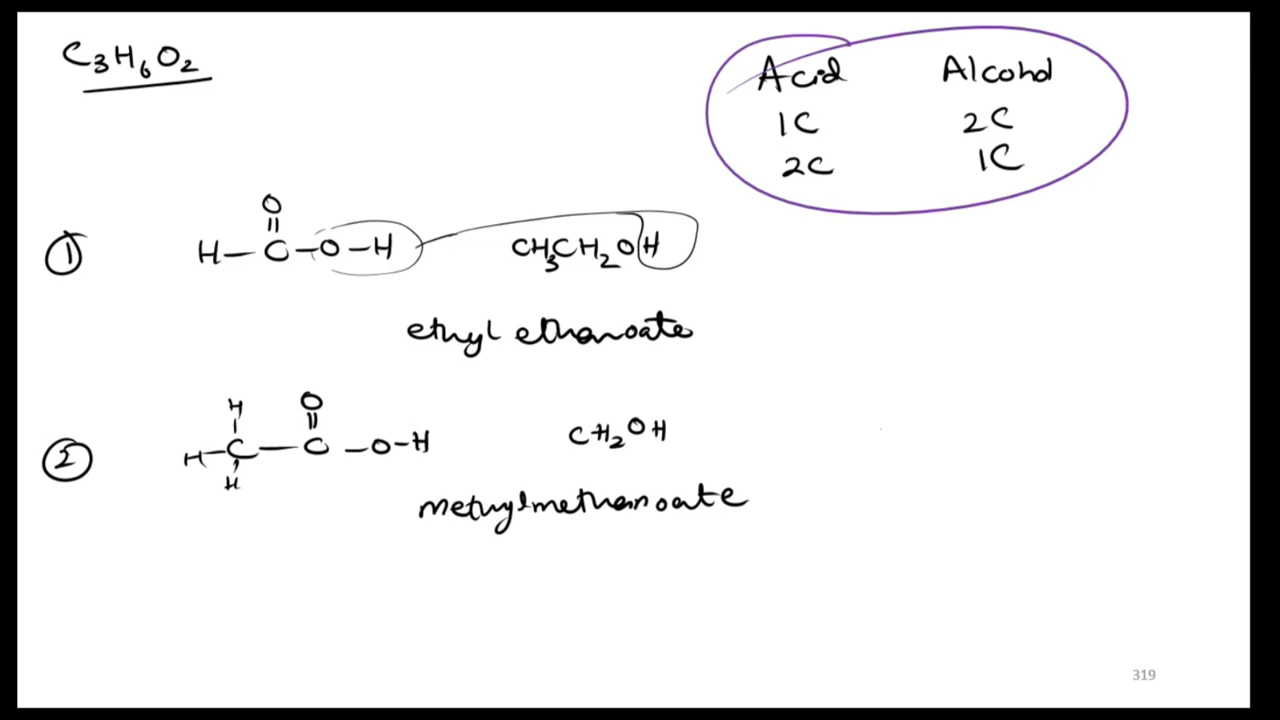 C3H6O2
Acid Alcohol
1C 2C
2C 1C
① H–C–O–H CH3CH2OH
O
ethyl ethanoate
② H–C–C–O–H CH2OH
H O
H
methylmethanoate
319